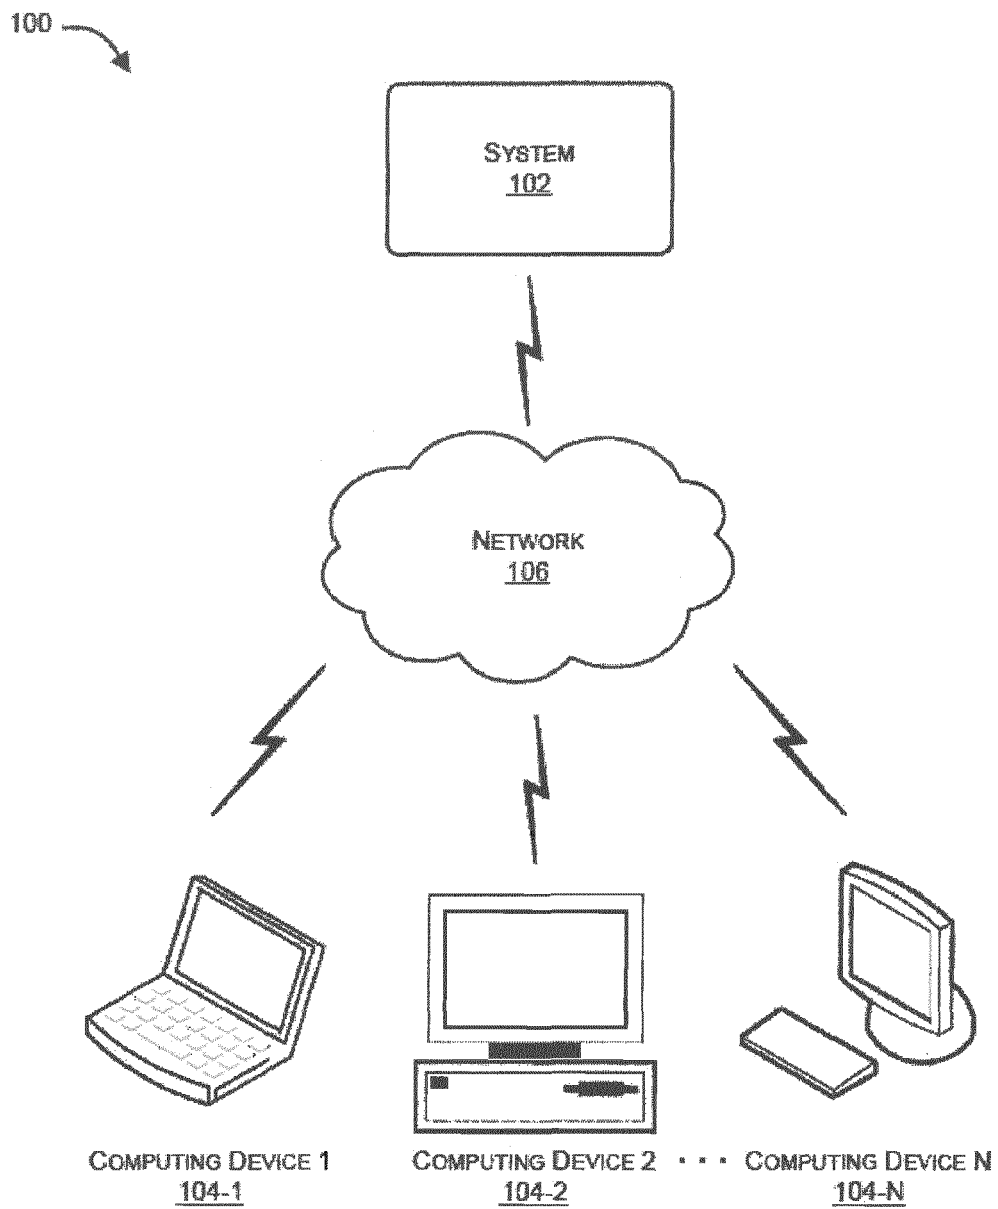 100
SYSTEM
102
NETWORK
106
COMPUTING DEVICE 1
104-1
COMPUTING DEVICE 2
104-2
· · ·
COMPUTING DEVICE N
104-N